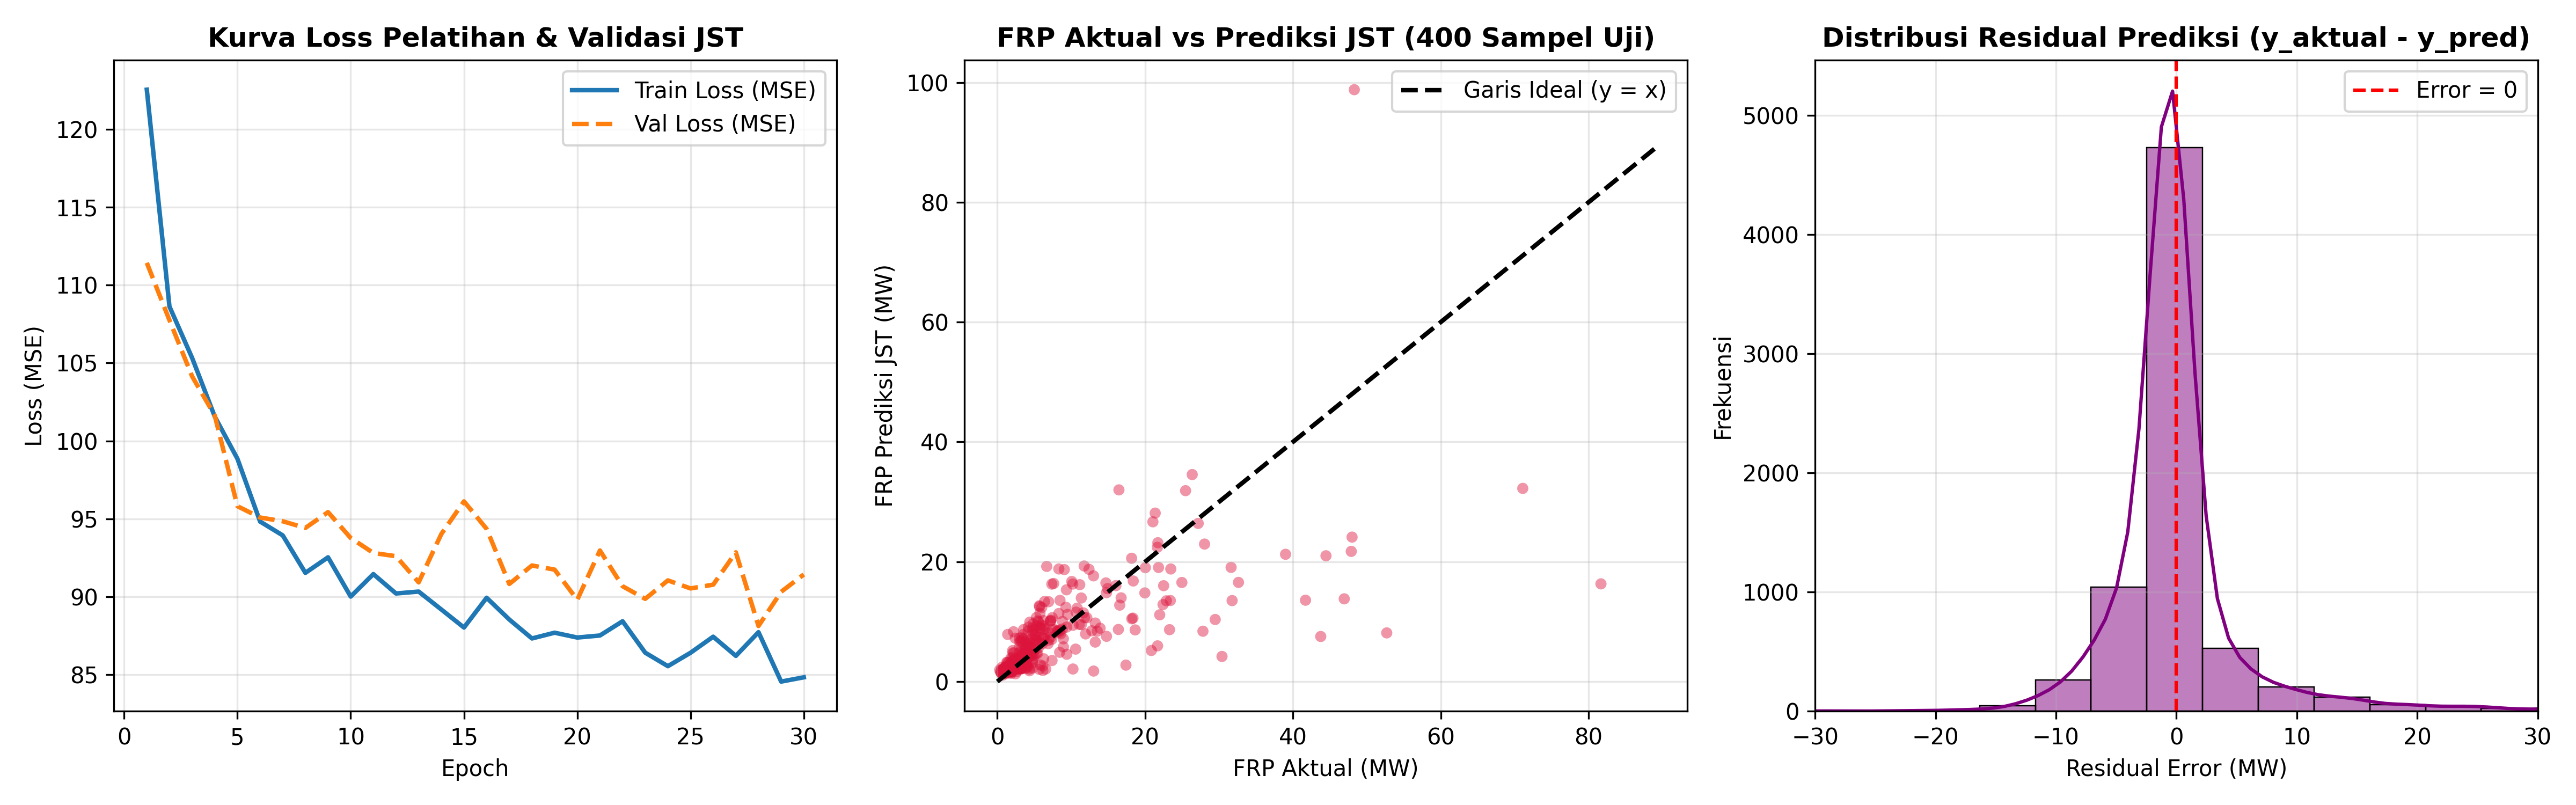 Kurva Loss Pelatihan & Validasi JST
Train Loss (MSE)
Val Loss (MSE)
Loss (MSE)
120
115
110
105
100
95
90
85
0 5 10 15 20 25 30
Epoch
FRP Aktual vs Prediksi JST (400 Sampel Uji)
Garis Ideal (y = x)
FRP Prediksi JST (MW)
100
80
60
40
20
0
0 20 40 60 80
FRP Aktual (MW)
Distribusi Residual Prediksi (y_aktual - y_pred)
Error = 0
Frekuensi
5000
4000
3000
2000
1000
0
−30 −20 −10 0 10 20 30
Residual Error (MW)